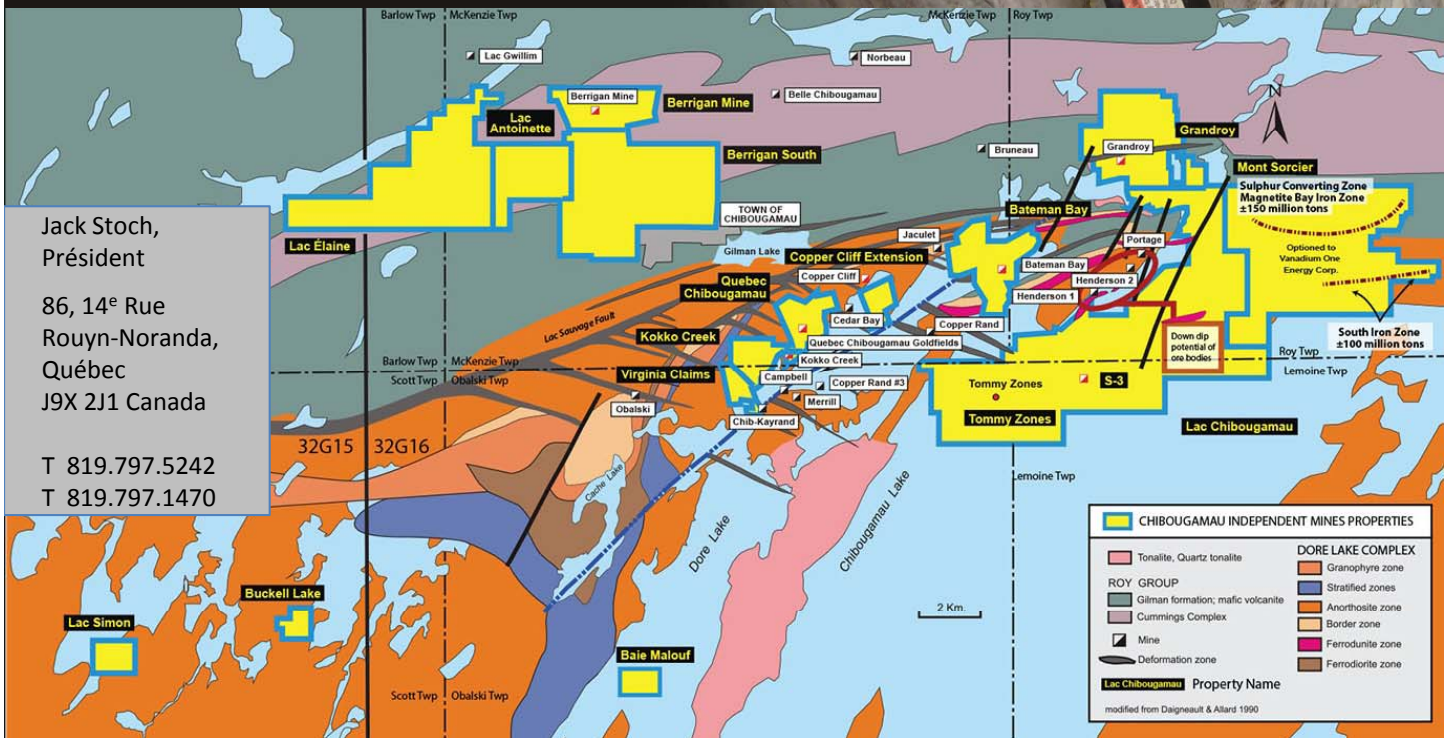 Barlow Twp
McKenzie Twp
McKenzie Twp
Roy Twp
Lac Gwillim
Norbeau
Berrigan Mine
Berrigan Mine
Belle Chibougamau
Lac
Antoinette
Grandroy
N
Berrigan South
Bruneau
Grandroy
Mont Sorcier
Sulphur Converting Zone
Magnetite Bay Iron Zone
±150 million tons
Jack Stoch,
Président
86, 14e Rue
Rouyn-Noranda,
Québec
J9X 2J1 Canada
T 819.797.5242
T 819.797.1470
TOWN OF
CHIBOUGAMAU
Bateman Bay
Lac Élaine
Gilman Lake
Jaculet
Portage
Optioned to
Vanadium One
Energy Corp.
Copper Cliff Extension
Bateman Bay
Copper Cliff
Henderson 2
Quebec
Chibougamau
Henderson 1
Lac Sauvage Fault
Cedar Bay
Copper Rand
Kokko Creek
Quebec Chibougamau Goldfields
Down dip
potential of
ore bodies
South Iron Zone
±100 million tons
Barlow Twp
McKenzie Twp
Kokko Creek
Roy Twp
Scott Twp
Obalski Twp
Virginia Claims
Lemoine Twp
Campbell
Copper Rand #3
Tommy Zones
S-3
Obalski
Merrill
Chib-Kayrand
Tommy Zones
Lac Chibougamau
32G15
32G16
Cache Lake
Lemoine Twp
Dore Lake
Chibougamau Lake
CHIBOUGAMAU INDEPENDENT MINES PROPERTIES
Tonalite, Quartz tonalite
ROY GROUP
Gilman formation; mafic volcanite
Cummings Complex
Mine
Deformation zone
Lac Chibougamau Property Name
modified from Daigneault & Allard 1990
DORE LAKE COMPLEX
Granophyre zone
Stratified zones
Anorthosite zone
Border zone
Ferrodunite zone
Ferrodiorite zone
2 Km.
Buckell Lake
Lac Simon
Baie Malouf
Scott Twp
Obalski Twp